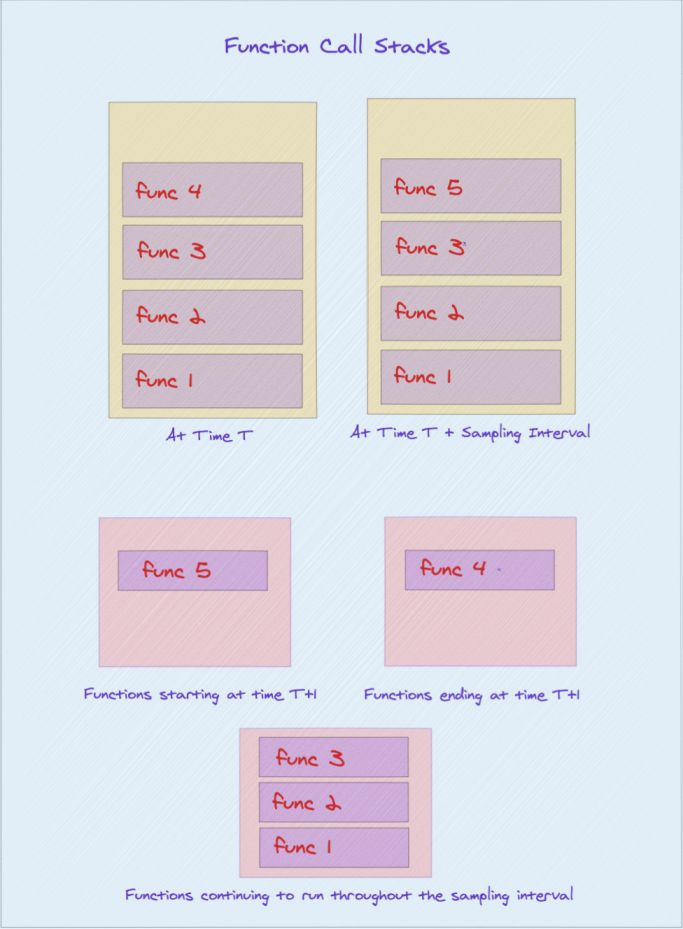 Function Call Stacks
func 4
func 3
func 2
func 1
At Time T
func 5
func 3
func 2
func 1
At Time T + Sampling Interval
func 5
Functions starting at time T+1
func 4
Functions ending at time T+1
func 3
func 2
func 1
Functions continuing to run throughout the sampling interval